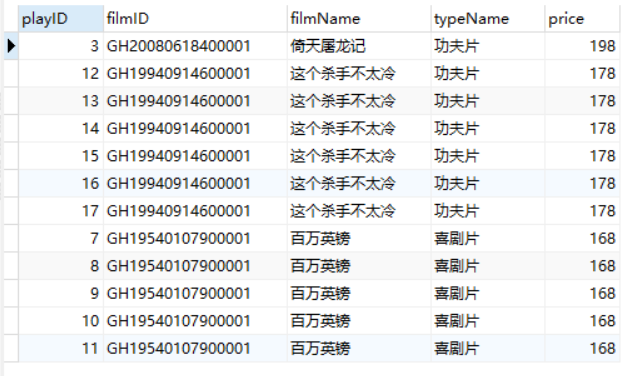 playID filmID filmName typeName price
3 GH20080618400001 倚天屠龙记 功夫片 198
12 GH19940914600001 这个杀手不太冷 功夫片 178
13 GH19940914600001 这个杀手不太冷 功夫片 178
14 GH19940914600001 这个杀手不太冷 功夫片 178
15 GH19940914600001 这个杀手不太冷 功夫片 178
16 GH19940914600001 这个杀手不太冷 功夫片 178
17 GH19940914600001 这个杀手不太冷 功夫片 178
7 GH19540107900001 百万英镑 喜剧片 168
8 GH19540107900001 百万英镑 喜剧片 168
9 GH19540107900001 百万英镑 喜剧片 168
10 GH19540107900001 百万英镑 喜剧片 168
11 GH19540107900001 百万英镑 喜剧片 168